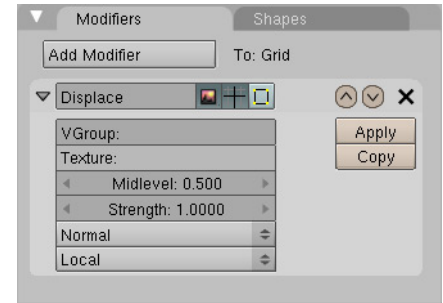 Modifiers Shapes
Add Modifier To: Grid
Displace
VGroup: Apply
Texture: Copy
Midlevel: 0.500
Strength: 1.0000
Normal
Local